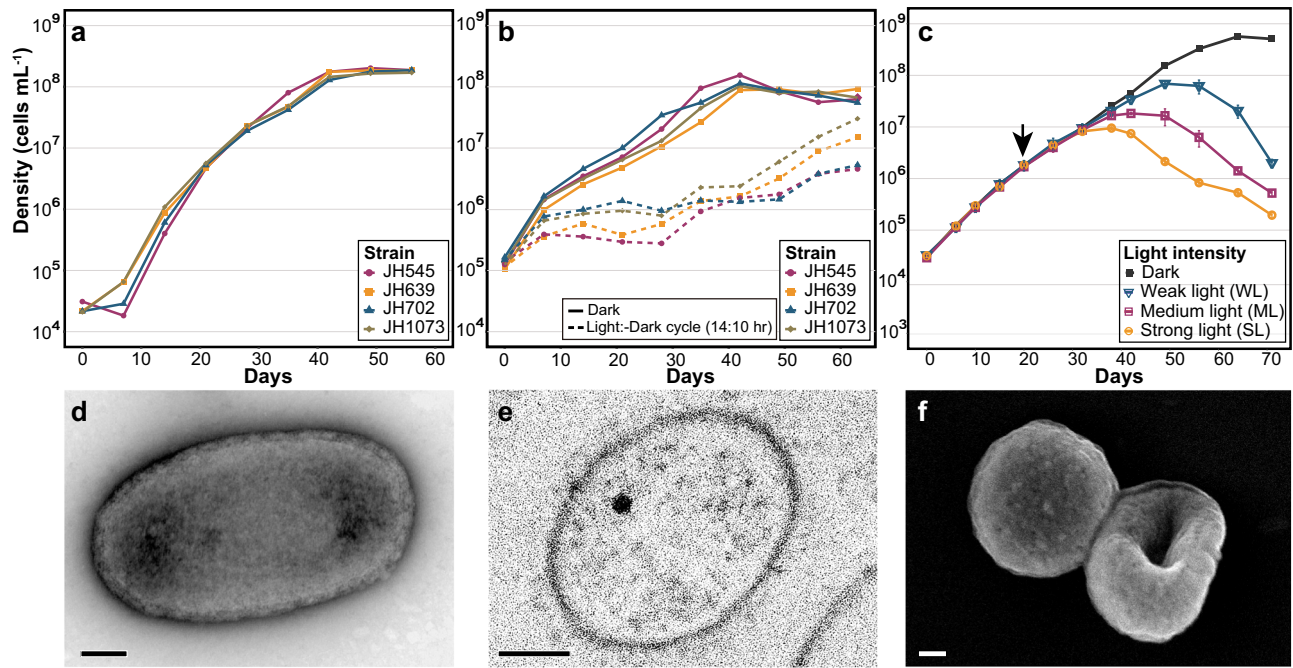 a
Density (cells mL⁻¹)
10⁹
10⁸
10⁷
10⁶
10⁵
10⁴
0 10 20 30 40 50 60
Days
Strain
JH545
JH639
JH702
JH1073
b
10⁹
10⁸
10⁷
10⁶
10⁵
10⁴
0 10 20 30 40 50 60
Days
Dark
Light:-Dark cycle (14:10 hr)
Strain
JH545
JH639
JH702
JH1073
c
10⁹
10⁸
10⁷
10⁶
10⁵
10⁴
10³
0 10 20 30 40 50 60 70
Days
Light intensity
Dark
Weak light (WL)
Medium light (ML)
Strong light (SL)
d
e
f